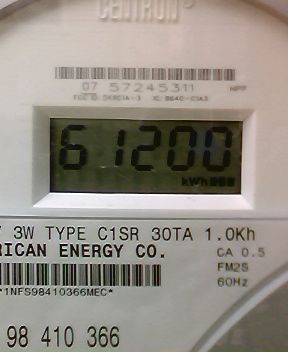 CENTRON®
07 57245311
61200
kWh
3W TYPE C1SR 30TA 1.0Kh
RICAN ENERGY CO.
CA 0.5
FM2S
60Hz
*1NFS98410366MEC*
98 410 366